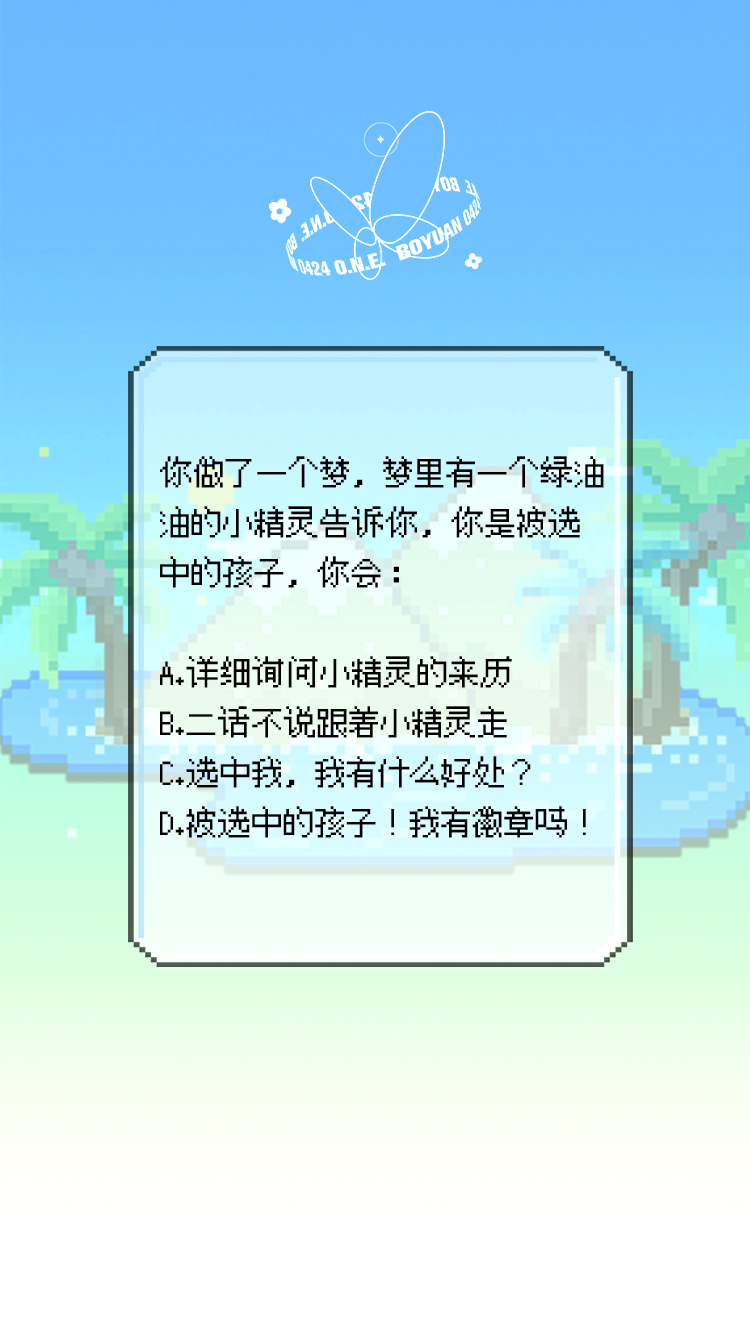 BOYUAN 0424 O.N.E.
你做了一个梦，梦里有一个绿油
油的小精灵告诉你，你是被选
中的孩子，你会：
A.详细询问小精灵的来历
B.二话不说跟着小精灵走
C.选中我，我有什么好处？
D.被选中的孩子！我有徽章吗！